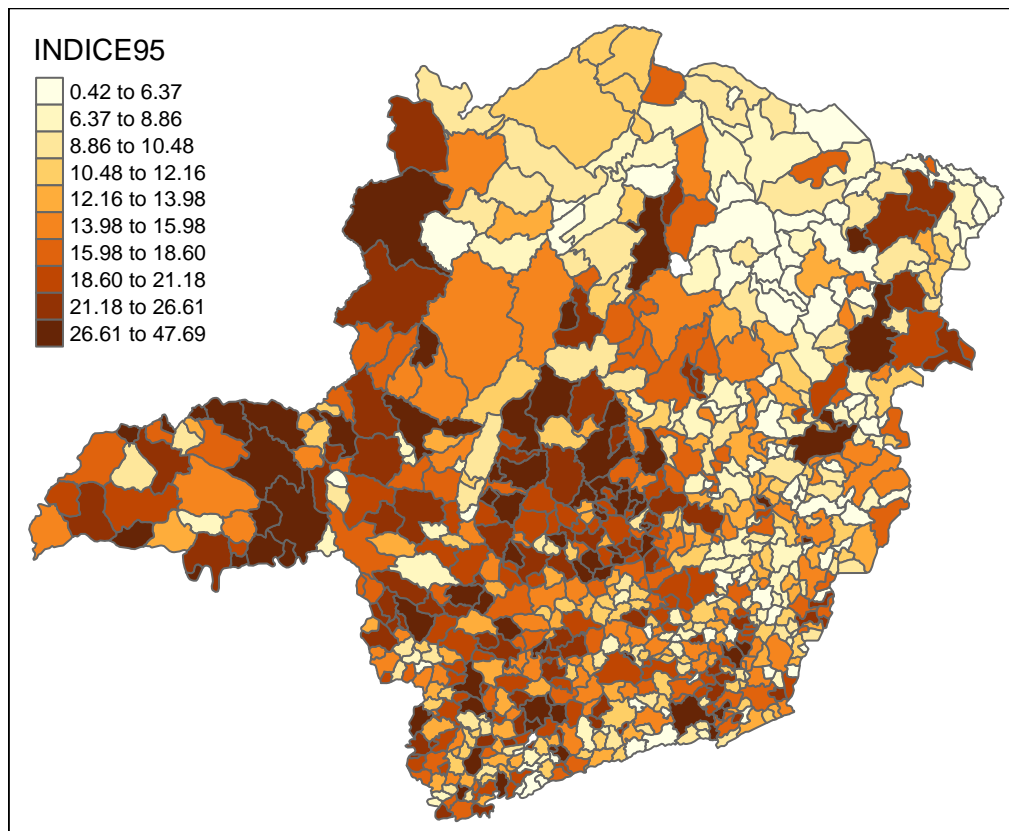 INDICE95
0.42 to 6.37
6.37 to 8.86
8.86 to 10.48
10.48 to 12.16
12.16 to 13.98
13.98 to 15.98
15.98 to 18.60
18.60 to 21.18
21.18 to 26.61
26.61 to 47.69